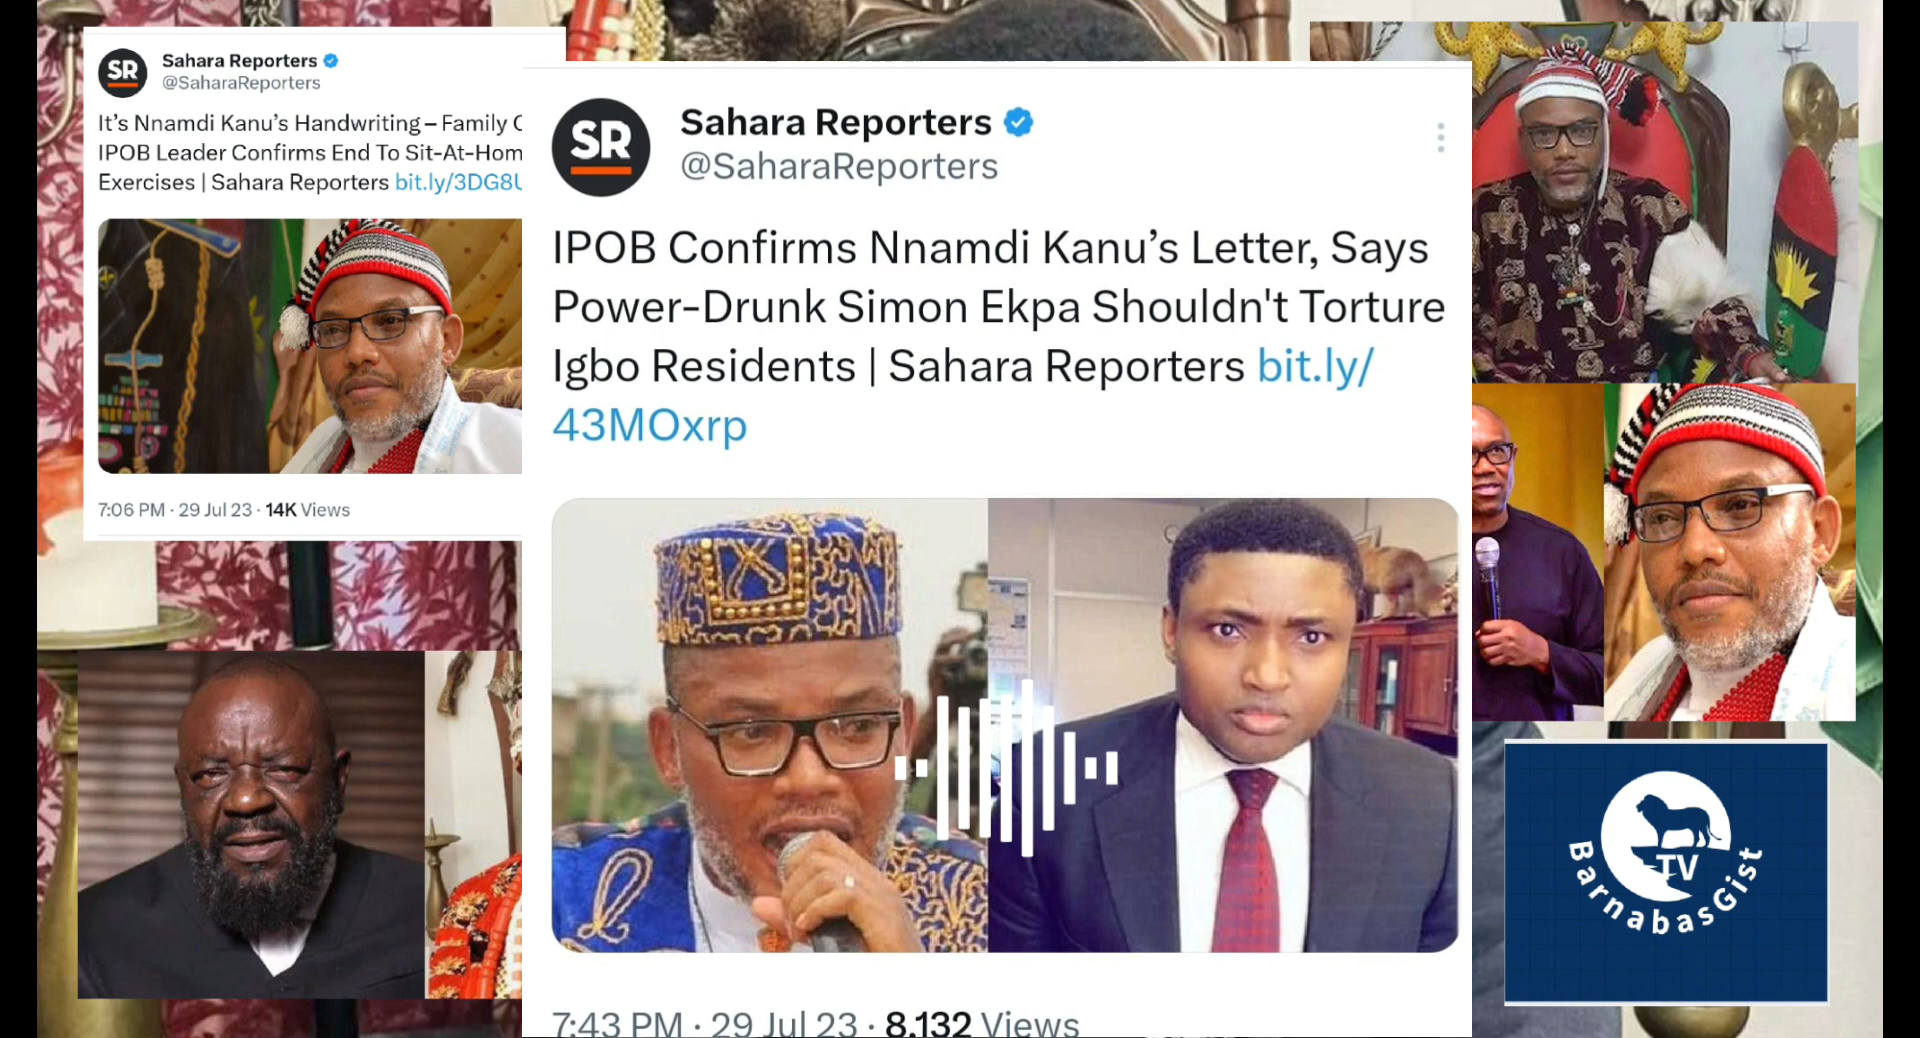 SR
Sahara Reporters
@SaharaReporters
It's Nnamdi Kanu's Handwriting – Family
IPOB Leader Confirms End To Sit-At-Hom
Exercises | Sahara Reporters bit.ly/3DG8U
7:06 PM · 29 Jul 23 · 14K Views
SR
Sahara Reporters
@SaharaReporters
IPOB Confirms Nnamdi Kanu’s Letter, Says
Power-Drunk Simon Ekpa Shouldn't Torture
Igbo Residents | Sahara Reporters bit.ly/
43MOxrp
7:43 PM · 29 Jul 23 · 8,132 Views
TV
BarnabasGist